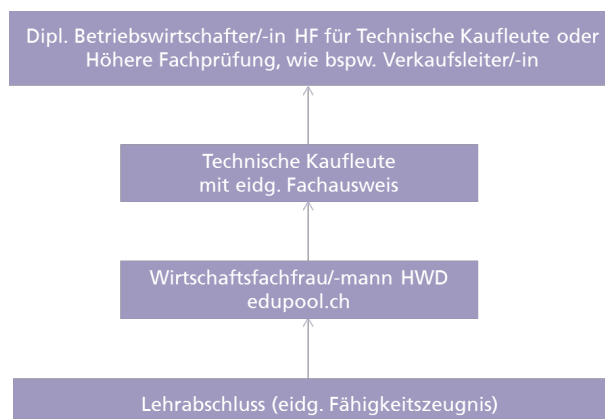 Dipl. Betriebswirtschafter/-in HF für Technische Kaufleute oder
Höhere Fachprüfung, wie bspw. Verkaufsleiter/-in
Technische Kaufleute
mit eidg. Fachausweis
Wirtschaftsfachfrau/-mann HWD
edupool.ch
Lehrabschluss (eidg. Fähigkeitszeugnis)